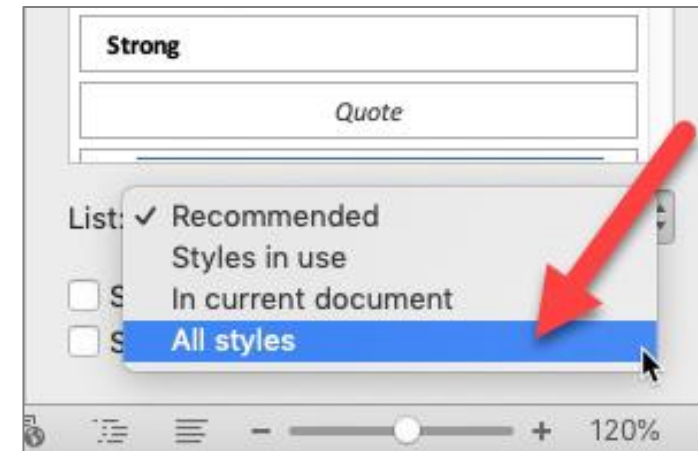 Strong
Quote
List: ✓ Recommended
Styles in use
S In current document
S All styles
- + 120%